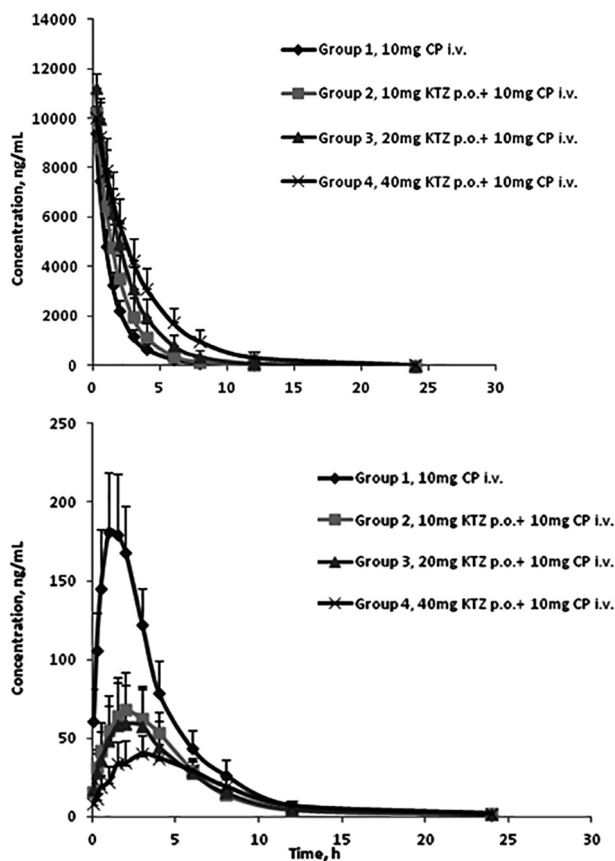 14000
12000
10000
8000
6000
4000
2000
0
Concentration, ng/mL
Group 1, 10mg CP i.v.
Group 2, 10mg KTZ p.o.+ 10mg CP i.v.
Group 3, 20mg KTZ p.o.+ 10mg CP i.v.
Group 4, 40mg KTZ p.o.+ 10mg CP i.v.
0 5 10 15 20 25 30
250
200
150
100
50
0
Concentration, ng/mL
Group 1, 10mg CP i.v.
Group 2, 10mg KTZ p.o.+ 10mg CP i.v.
Group 3, 20mg KTZ p.o.+ 10mg CP i.v.
Group 4, 40mg KTZ p.o.+ 10mg CP i.v.
0 5 10 15 20 25 30
Time, h